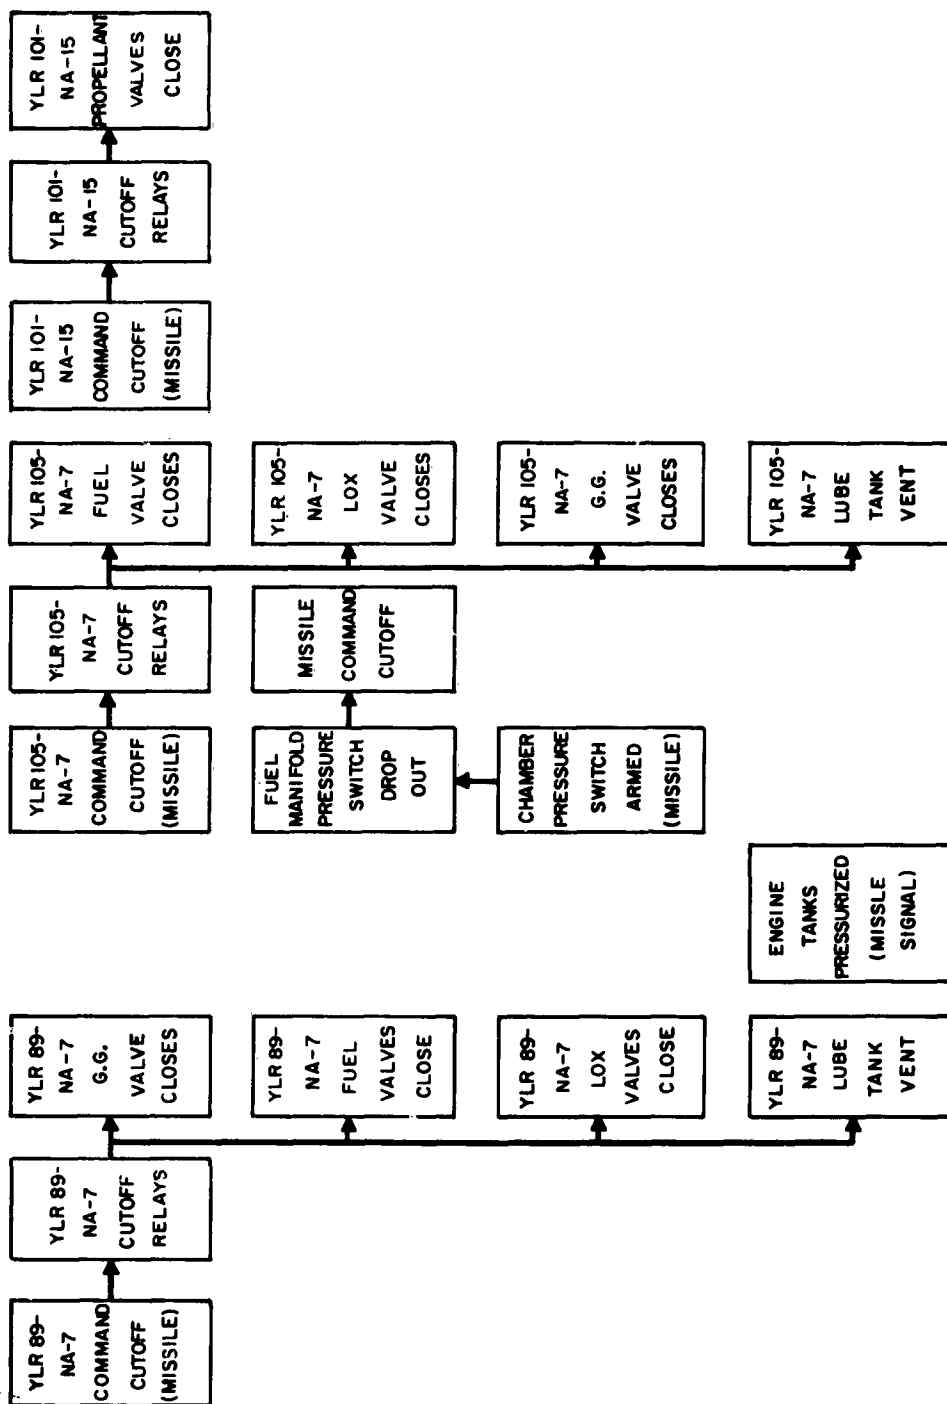 YLR 89-
NA-7
COMMAND
CUTOFF
(MISSILE)
YLR 89-
NA-7
CUTOFF
RELAYS
YLR 89-
NA-7
G.G.
VALVE
CLOSES
YLR 105-
NA-7
COMMAND
CUTOFF
(MISSILE)
YLR 105-
NA-7
CUTOFF
RELAYS
YLR 105-
NA-7
FUEL
VALVE
CLOSES
YLR 101-
NA-15
COMMAND
CUTOFF
(MISSILE)
YLR 101-
NA-15
CUTOFF
RELAYS
YLR 101-
NA-15
PROPELLANT
VALVES
CLOSE
YLR 89-
NA-7
FUEL
VALVES
CLOSE
FUEL
MANIFOLD
PRESSURE
SWITCH
DROP
OUT
MISSILE
COMMAND
CUTOFF
YLR 105-
NA-7
LOX
VALVE
CLOSES
YLR 89-
NA-7
LOX
VALVES
CLOSE
CHAMBER
PRESSURE
SWITCH
ARMED
(MISSILE)
YLR 105-
NA-7
G.G.
VALVE
CLOSES
YLR 89-
NA-7
LUBE
TANK
VENT
ENGINE
TANKS
PRESSURIZED
(MISSLE
SIGNAL)
YLR 105-
NA-7
LUBE
TANK
VENT